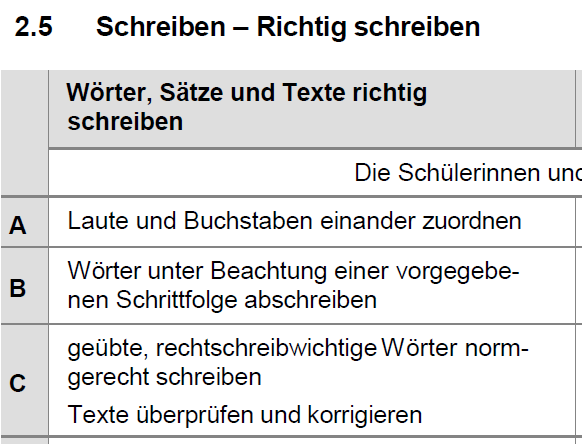 2.5 Schreiben – Richtig schreiben
Wörter, Sätze und Texte richtig
schreiben
Die Schülerinnen und
A Laute und Buchstaben einander zuordnen
B Wörter unter Beachtung einer vorgegebe-
nen Schrittfolge abschreiben
C geübte, rechtschreibwichtige Wörter norm-
gerecht schreiben
Texte überprüfen und korrigieren